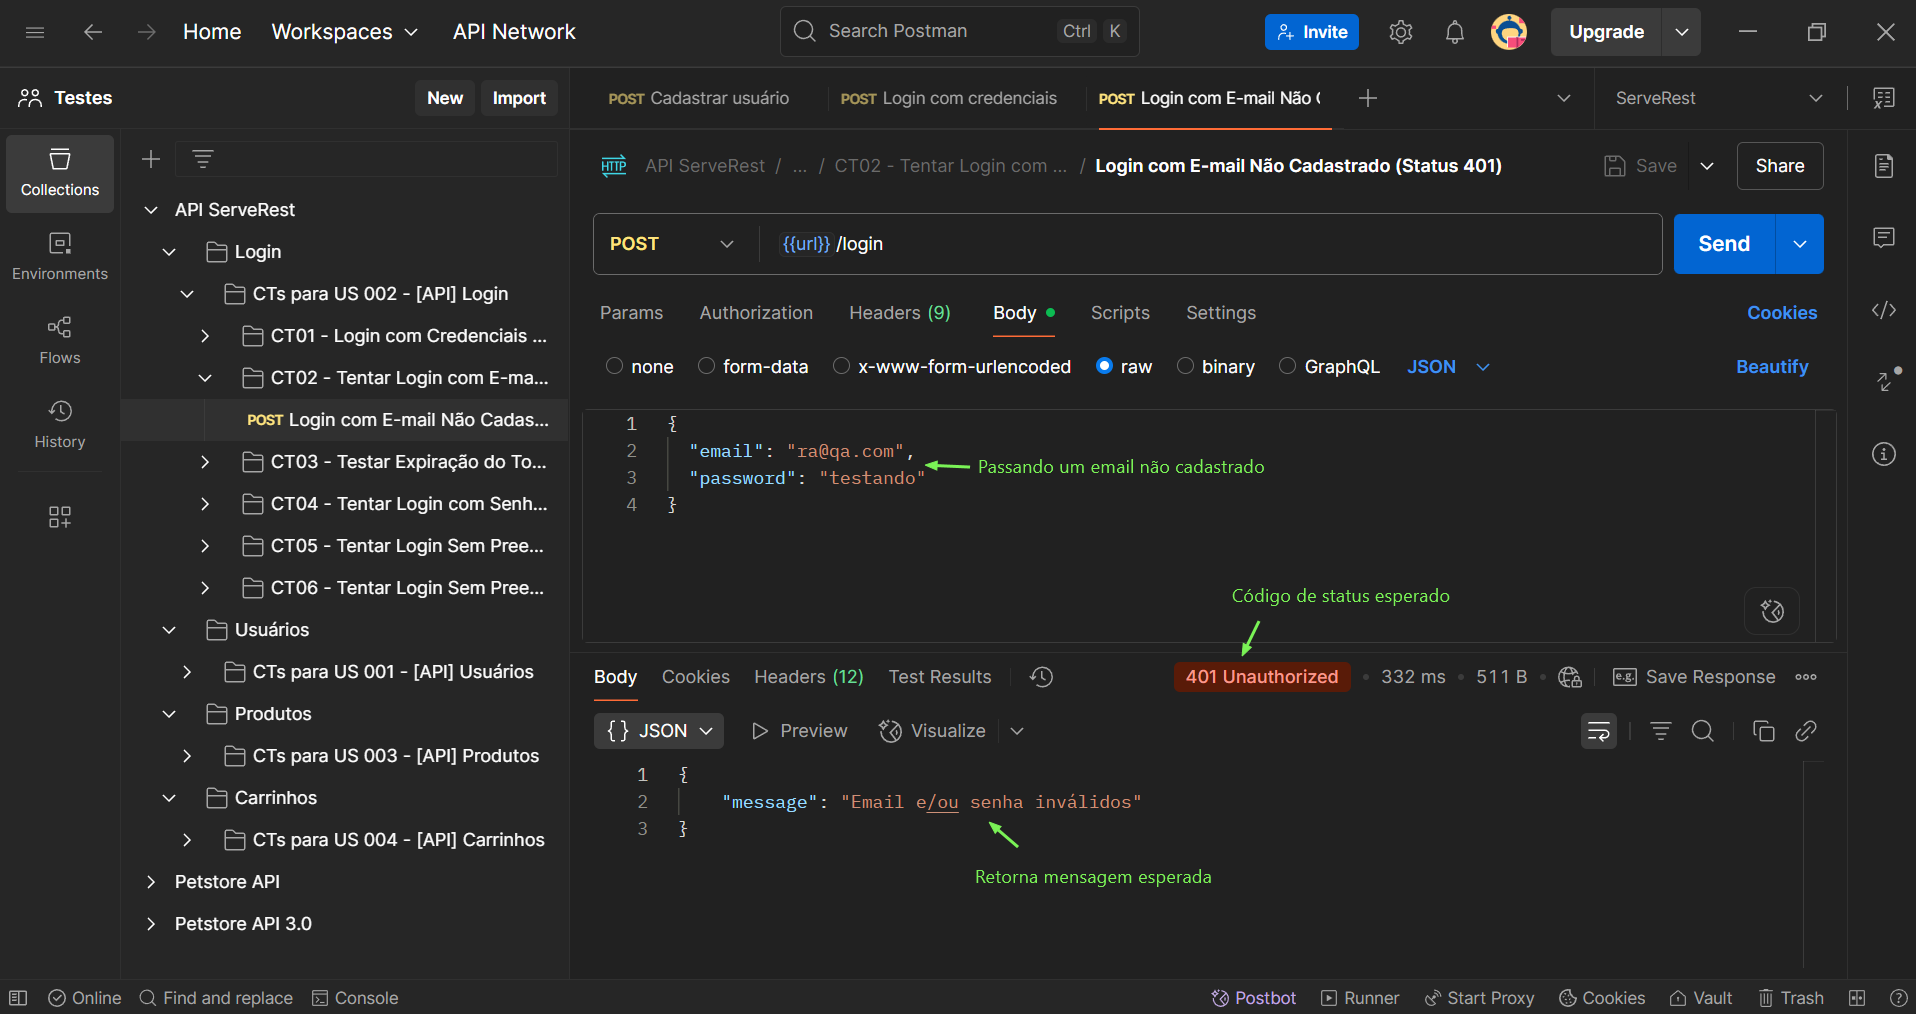 Home
Workspaces
API Network
Search Postman
Ctrl
K
Invite
Upgrade
Testes
New
Import
POST Cadastrar usuário
POST Login com credenciais
POST Login com E-mail Não
ServeRest
Collections
Environments
Flows
History
API ServeRest
Login
CTs para US 002 - [API] Login
CT01 - Login com Credenciais ...
CT02 - Tentar Login com E-ma...
POST Login com E-mail Não Cadas...
CT03 - Testar Expiração do To...
CT04 - Tentar Login com Senh...
CT05 - Tentar Login Sem Pree...
CT06 - Tentar Login Sem Pree...
Usuários
CTs para US 001 - [API] Usuários
Produtos
CTs para US 003 - [API] Produtos
Carrinhos
CTs para US 004 - [API] Carrinhos
Petstore API
Petstore API 3.0
HTTP API ServeRest / ... / CT02 - Tentar Login com ... / Login com E-mail Não Cadastrado (Status 401)
Save
Share
POST
{{url}} /login
Send
Params
Authorization
Headers (9)
Body
Scripts
Settings
Cookies
none
form-data
x-www-form-urlencoded
raw
binary
GraphQL
JSON
Beautify
1 {
2 "email": "ra@qa.com",
3 "password": "testando"
4 }
Passando um email não cadastrado
Código de status esperado
Body
Cookies
Headers (12)
Test Results
401 Unauthorized
332 ms
511 B
e.g.
Save Response
{} JSON
Preview
Visualize
1 {
2 "message": "Email e/ou senha inválidos"
3 }
Retorna mensagem esperada
Online
Find and replace
Console
Postbot
Runner
Start Proxy
Cookies
Vault
Trash